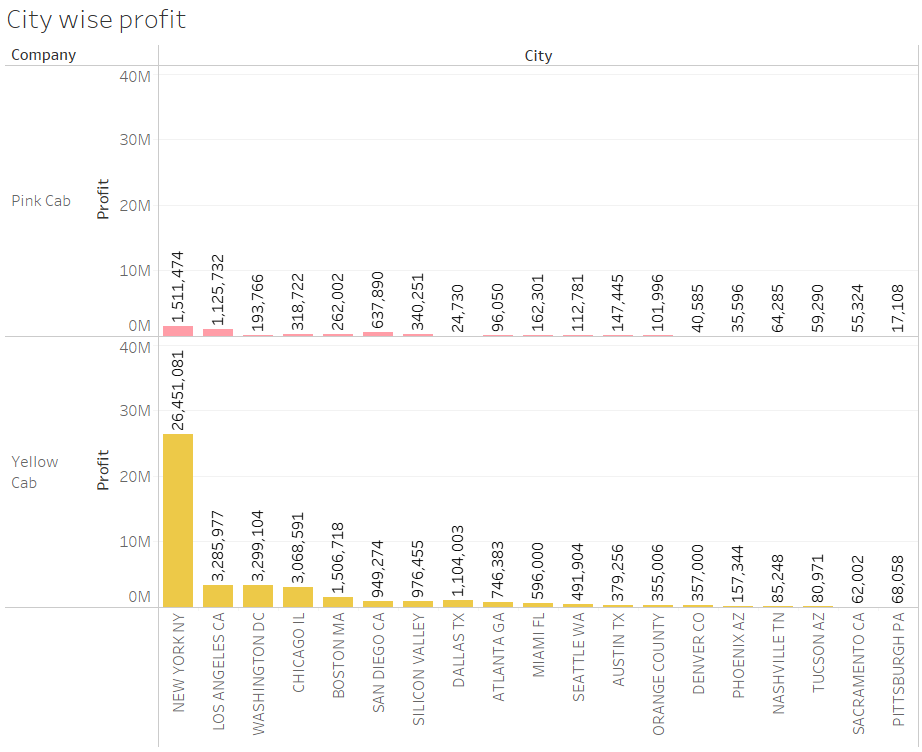 City wise profit
Company
City
Pink Cab
Profit
40M
30M
20M
10M
0M
1,511,474
1,125,732
193,766
318,722
262,002
637,890
340,251
24,730
96,050
162,301
112,781
147,445
101,996
40,585
35,596
64,285
59,290
55,324
17,108
Yellow
Cab
Profit
40M
30M
20M
10M
0M
26,451,081
3,285,977
3,299,104
3,068,591
1,506,718
949,274
976,455
1,104,003
746,383
596,000
491,904
379,256
355,006
357,000
157,344
85,248
80,971
62,002
68,058
NEW YORK NY
LOS ANGELES CA
WASHINGTON DC
CHICAGO IL
BOSTON MA
SAN DIEGO CA
SILICON VALLEY
DALLAS TX
ATLANTA GA
MIAMI FL
SEATTLE WA
AUSTIN TX
ORANGE COUNTY
DENVER CO
PHOENIX AZ
NASHVILLE TN
TUCSON AZ
SACRAMENTO CA
PITTSBURGH PA